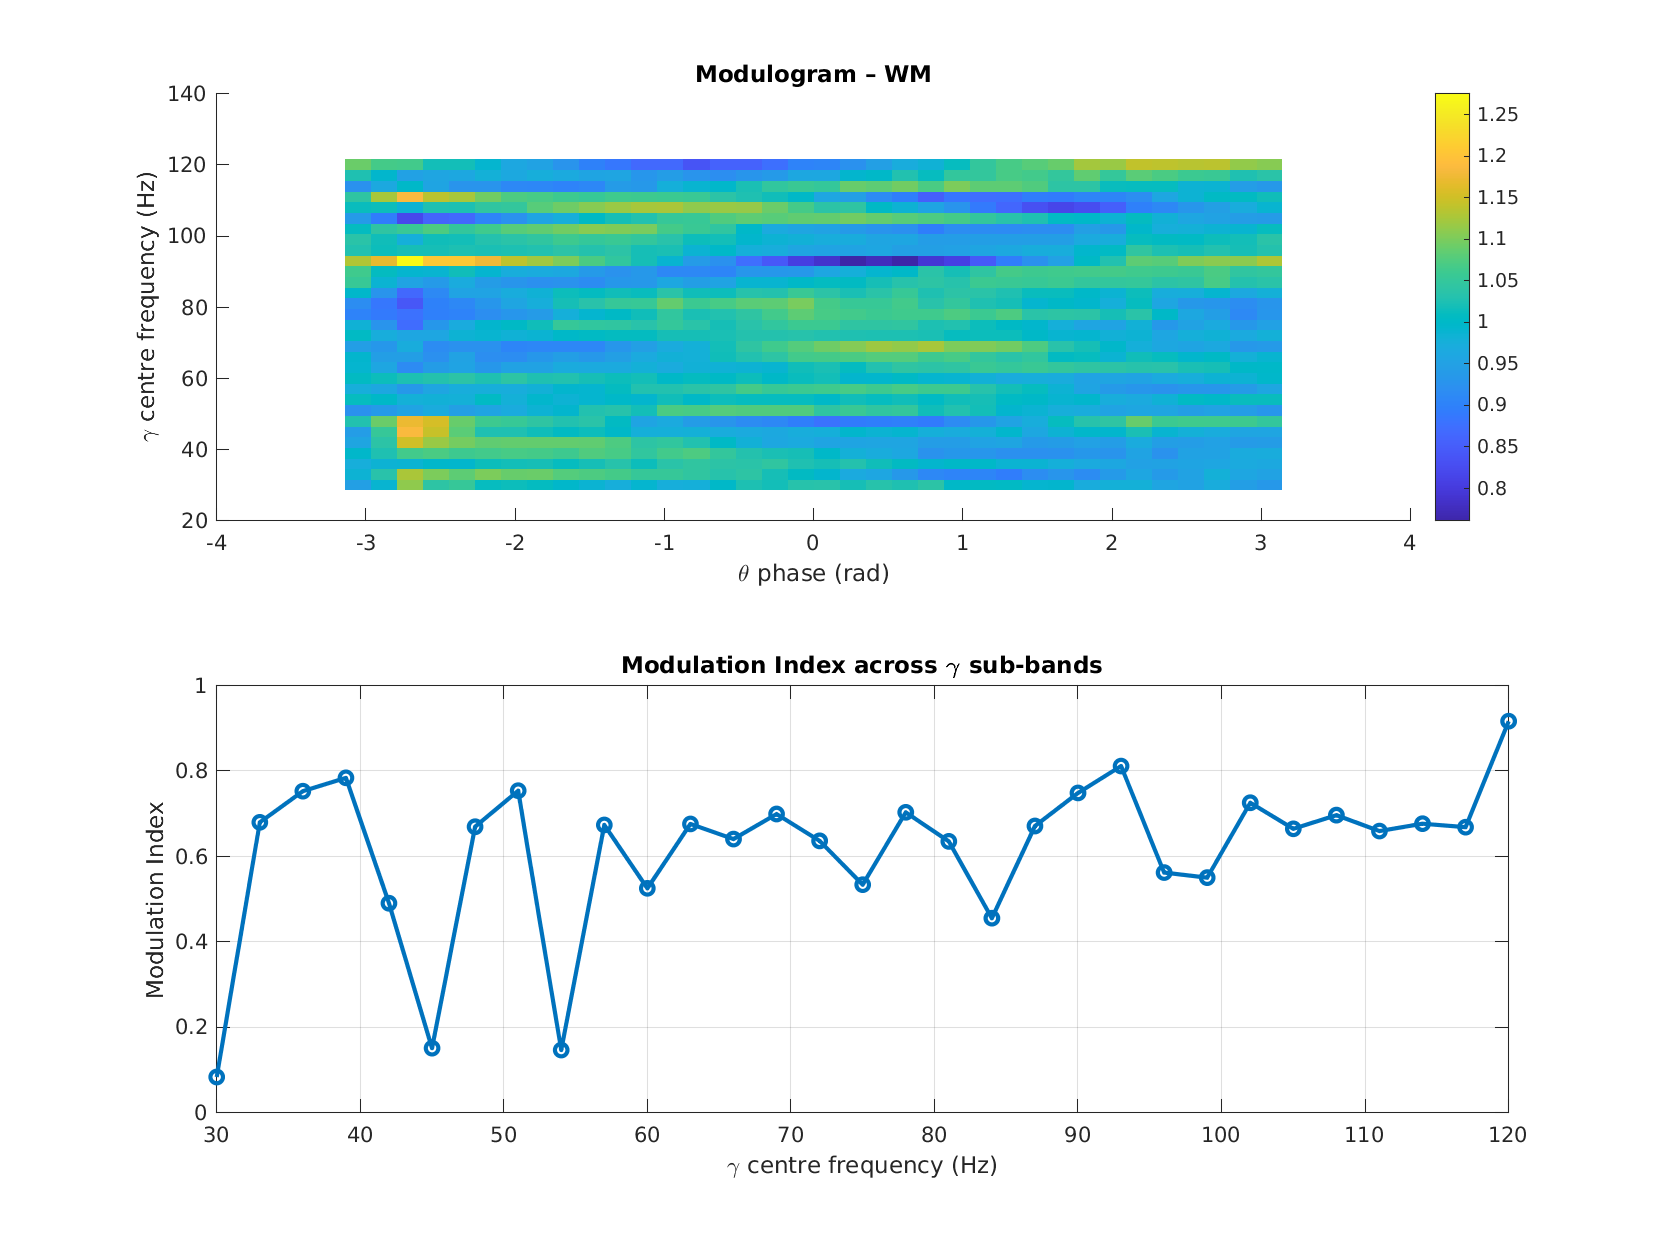 Modulogram – WM
γ centre frequency (Hz)
140
120
100
80
60
40
20
-4 -3 -2 -1 0 1 2 3 4
θ phase (rad)
1.25
1.2
1.15
1.1
1.05
1
0.95
0.9
0.85
0.8
Modulation Index across γ sub-bands
Modulation Index
1
0.8
0.6
0.4
0.2
0
30 40 50 60 70 80 90 100 110 120
γ centre frequency (Hz)